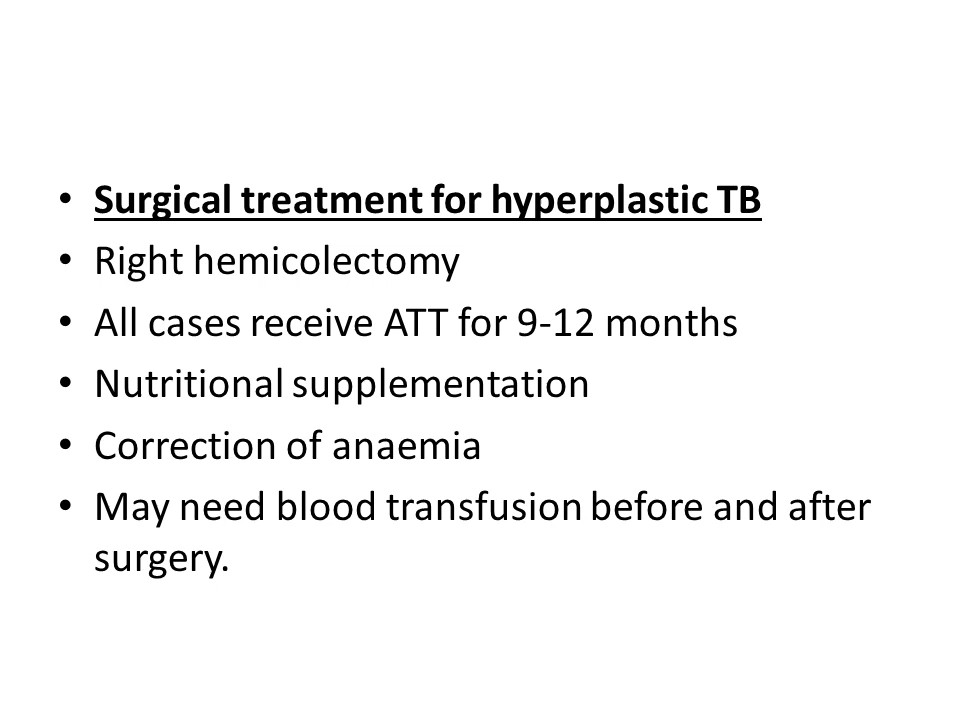 • Surgical treatment for hyperplastic TB
• Right hemicolectomy
• All cases receive ATT for 9-12 months
• Nutritional supplementation
• Correction of anaemia
• May need blood transfusion before and after
surgery.